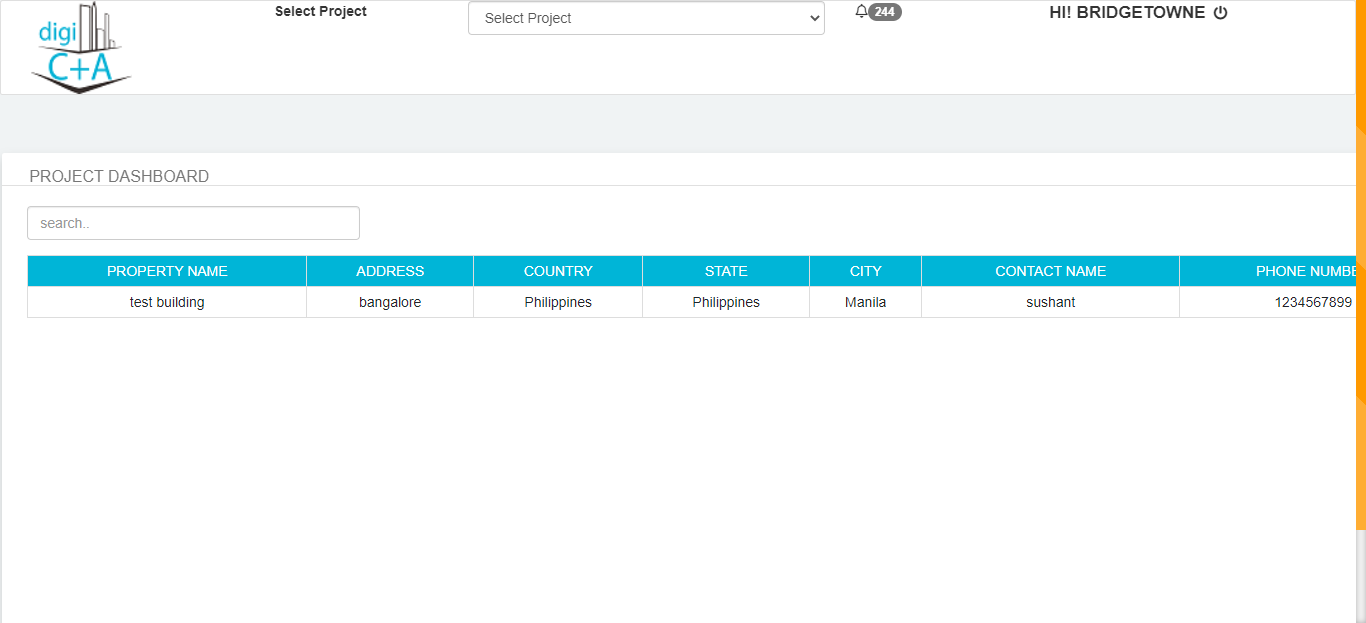 digi
C+A
Select Project
Select Project
244
HI! BRIDGETOWNE
PROJECT DASHBOARD
search..
PROPERTY NAME ADDRESS COUNTRY STATE CITY CONTACT NAME PHONE NUMBE
test building bangalore Philippines Philippines Manila sushant 1234567899